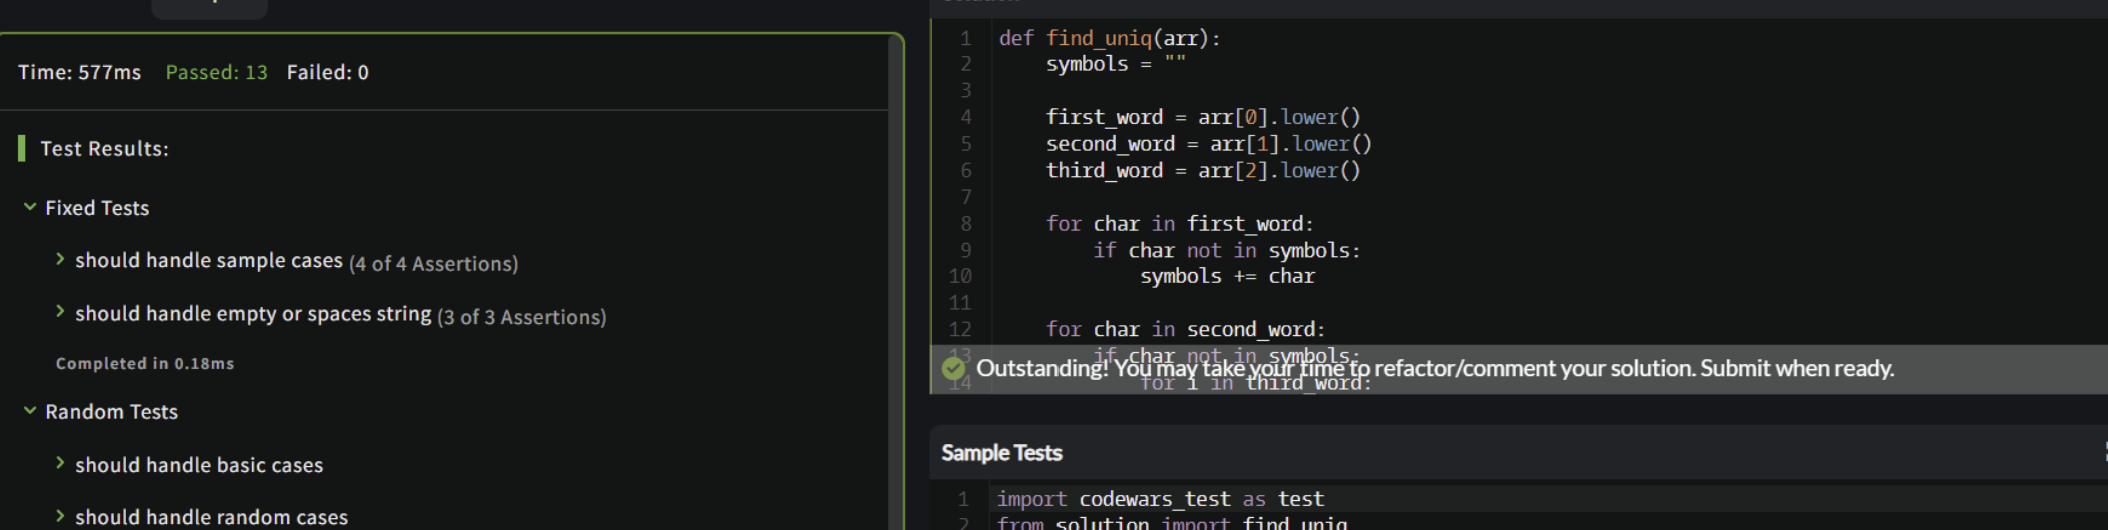 Time: 577ms Passed: 13 Failed: 0
Test Results:
Fixed Tests
should handle sample cases (4 of 4 Assertions)
should handle empty or spaces string (3 of 3 Assertions)
Completed in 0.18ms
Random Tests
should handle basic cases
should handle random cases
1 def find_uniq(arr):
2 symbols = ""
3
4 first_word = arr[0].lower()
5 second_word = arr[1].lower()
6 third_word = arr[2].lower()
7
8 for char in first_word:
9 if char not in symbols:
10 symbols += char
11
12 for char in second_word:
13 if char not in symbols:
Outstanding! You may take your time to refactor/comment your solution. Submit when ready.
14 for i in third_word:
Sample Tests
1 import codewars_test as test
2 from solution import find_uniq